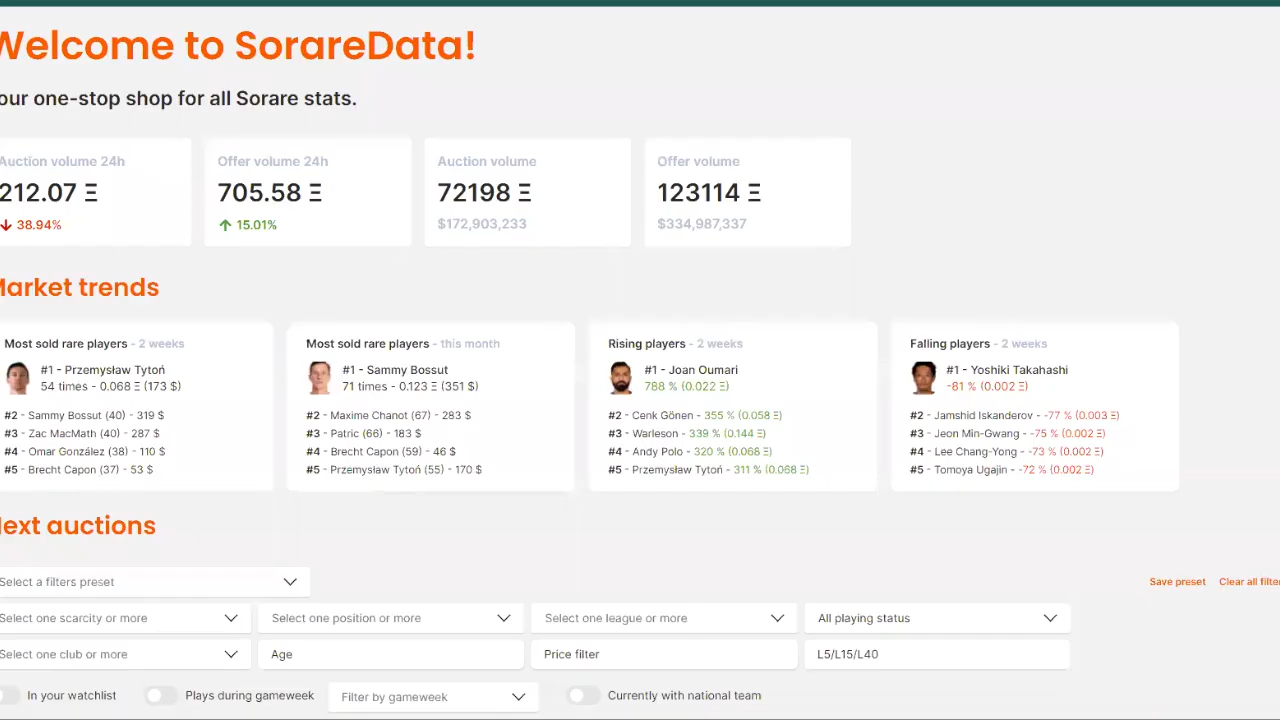 Welcome to SorareData!
our one-stop shop for all Sorare stats.
Auction volume 24h
212.07 Ξ
38.94%
Offer volume 24h
705.58 Ξ
15.01%
Auction volume
72198 Ξ
$172,903,233
Offer volume
123114 Ξ
$334,987,337
Market trends
Most sold rare players - 2 weeks
#1 - Przemysław Tytoń
54 times - 0.068 Ξ (173 $)
#2 - Sammy Bossut (40) - 319 $
#3 - Zac MacMath (40) - 287 $
#4 - Omar González (38) - 110 $
#5 - Brecht Capon (37) - 53 $
Most sold rare players - this month
#1 - Sammy Bossut
71 times - 0.123 Ξ (351 $)
#2 - Maxime Chanot (67) - 283 $
#3 - Patric (66) - 183 $
#4 - Brecht Capon (59) - 46 $
#5 - Przemysław Tytoń (55) - 170 $
Rising players - 2 weeks
#1 - Joan Oumari
788 % (0.022 Ξ)
#2 - Cenk Gönen - 355 % (0.058 Ξ)
#3 - Warleson - 339 % (0.144 Ξ)
#4 - Andy Polo - 320 % (0.068 Ξ)
#5 - Przemysław Tytoń - 311 % (0.068 Ξ)
Falling players - 2 weeks
#1 - Yoshiki Takahashi
-81 % (0.002 Ξ)
#2 - Jamshid Iskanderov - -77 % (0.003 Ξ)
#3 - Jeon Min-Gwang - -75 % (0.002 Ξ)
#4 - Lee Chang-Yong - -73 % (0.002 Ξ)
#5 - Tomoya Ugajin - -72 % (0.002 Ξ)
Next auctions
Select a filters preset
Save preset
Clear all filter
Select one scarcity or more
Select one position or more
Select one league or more
All playing status
Select one club or more
Age
Price filter
L5/L15/L40
In your watchlist
Plays during gameweek
Filter by gameweek
Currently with national team